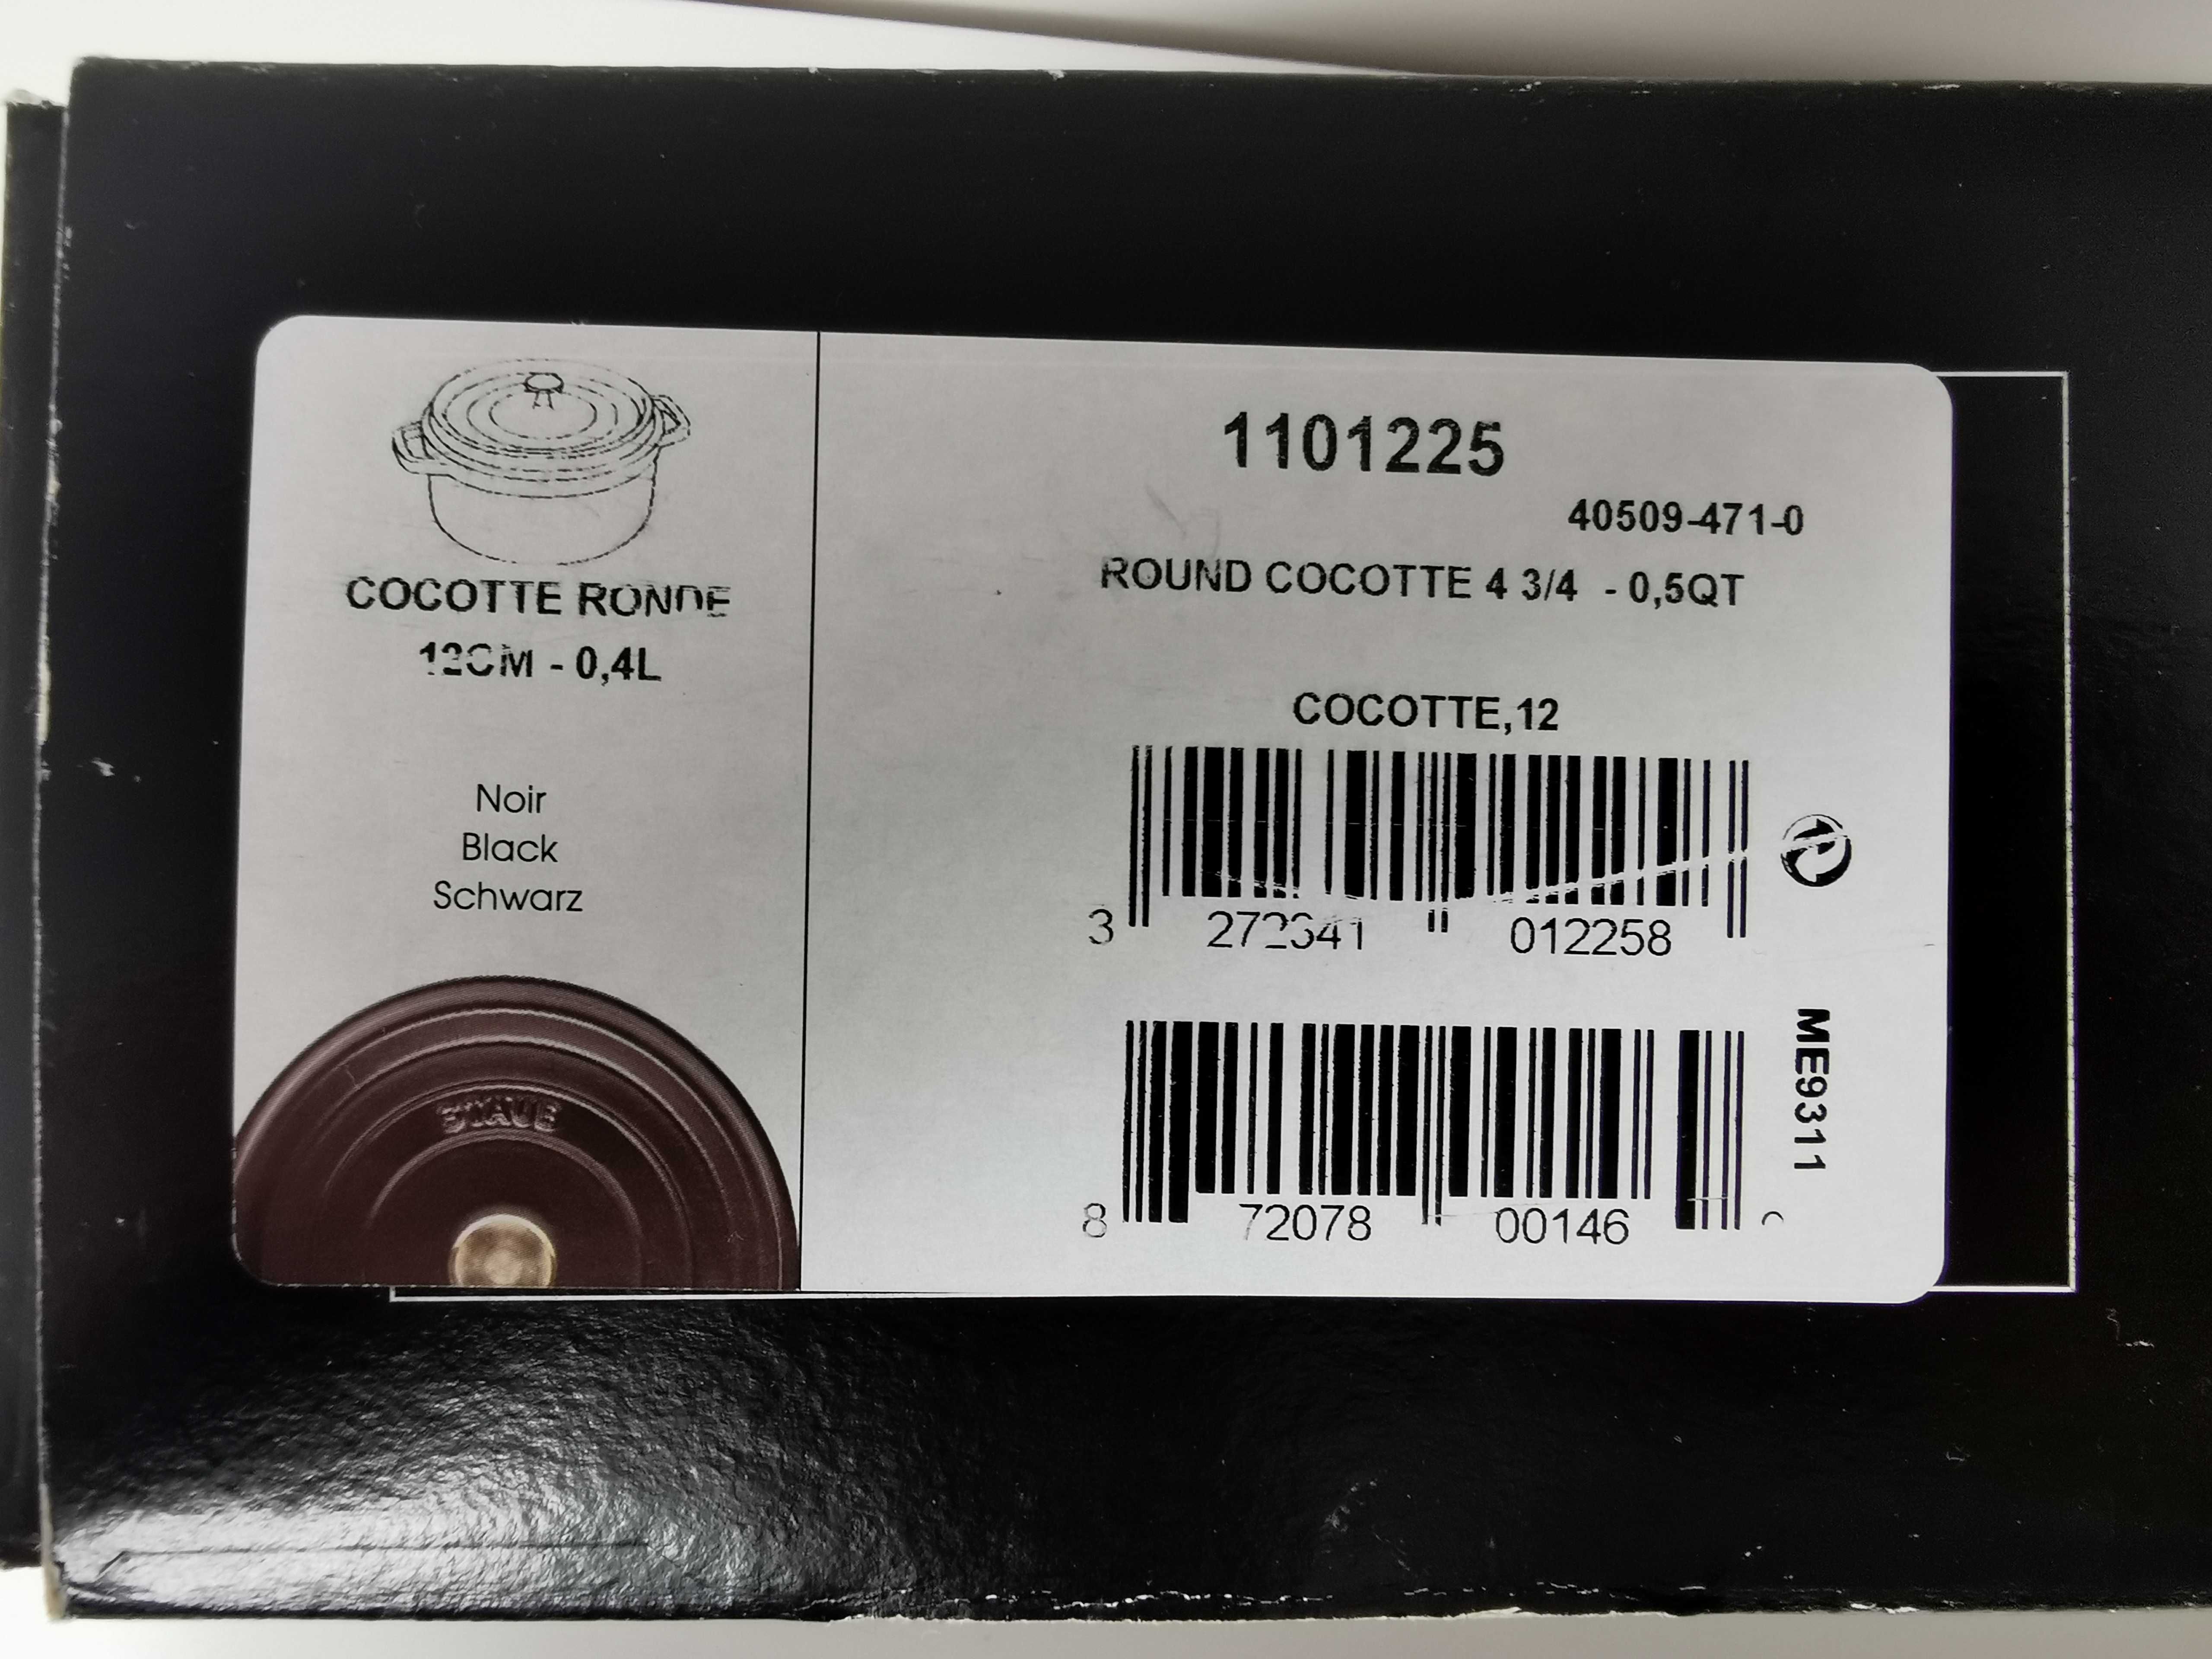 COCOTTE RONDE
12CM - 0,4L
Noir
Black
Schwarz
STAUB
1101225
40509-471-0
ROUND COCOTTE 4 3/4 - 0,5QT
COCOTTE,12
3 272341 012258
8 72078 00146
ME9311